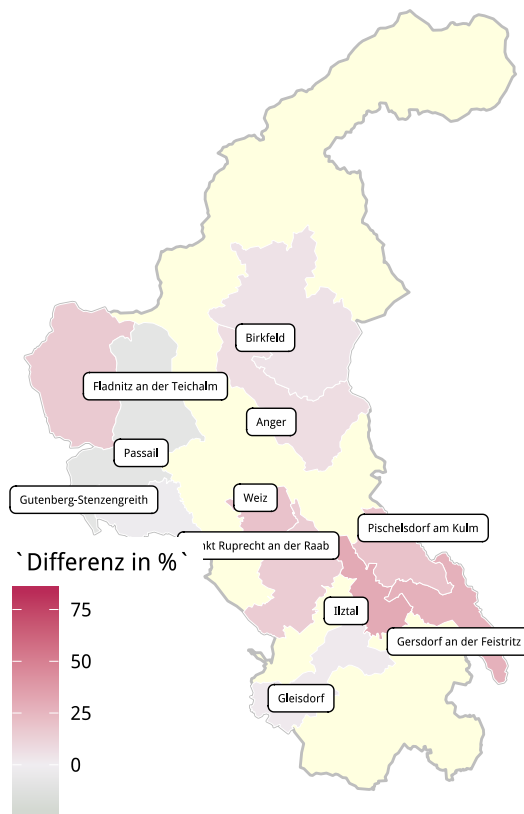 Birkfeld
Fladnitz an der Teichalm
Anger
Passail
Gutenberg-Stenzengreith
Weiz
Pischelsdorf am Kulm
nkt Ruprecht an der Raab
`Differenz in %`
Ilztal
Gersdorf an der Feistritz
Gleisdorf
75
50
25
0